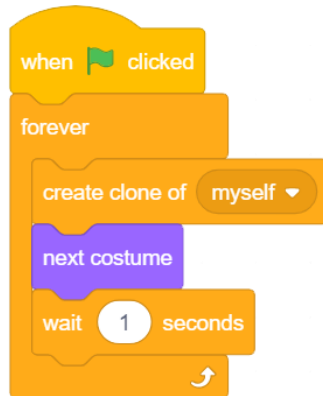 when clicked
forever
create clone of myself
next costume
wait 1 seconds